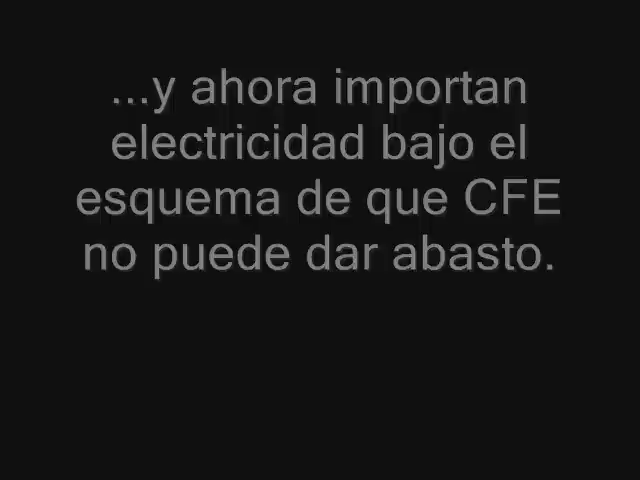 ...y ahora importan
electricidad bajo el
esquema de que CFE
no puede dar abasto.